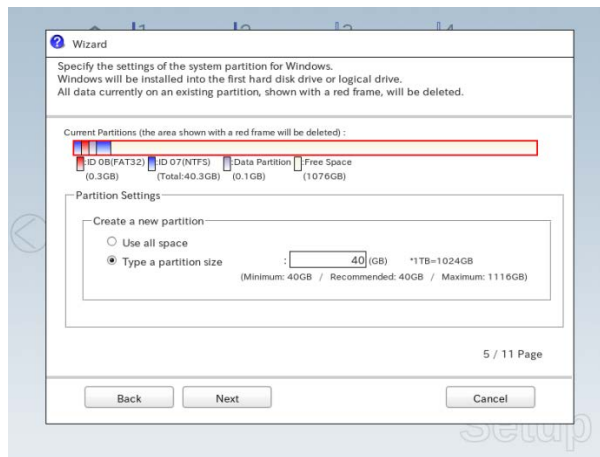 Wizard
Specify the settings of the system partition for Windows.
Windows will be installed into the first hard disk drive or logical drive.
All data currently on an existing partition, shown with a red frame, will be deleted.
Current Partitions (the area shown with a red frame will be deleted) :
:ID 0B(FAT32) :ID 07(NTFS) :Data Partition :Free Space
(0.3GB) (Total:40.3GB) (0.1GB) (1076GB)
Partition Settings
Create a new partition
Use all space
Type a partition size : 40 (GB) *1TB=1024GB
(Minimum: 40GB / Recommended: 40GB / Maximum: 1116GB)
5 / 11 Page
Back Next Cancel
Setup